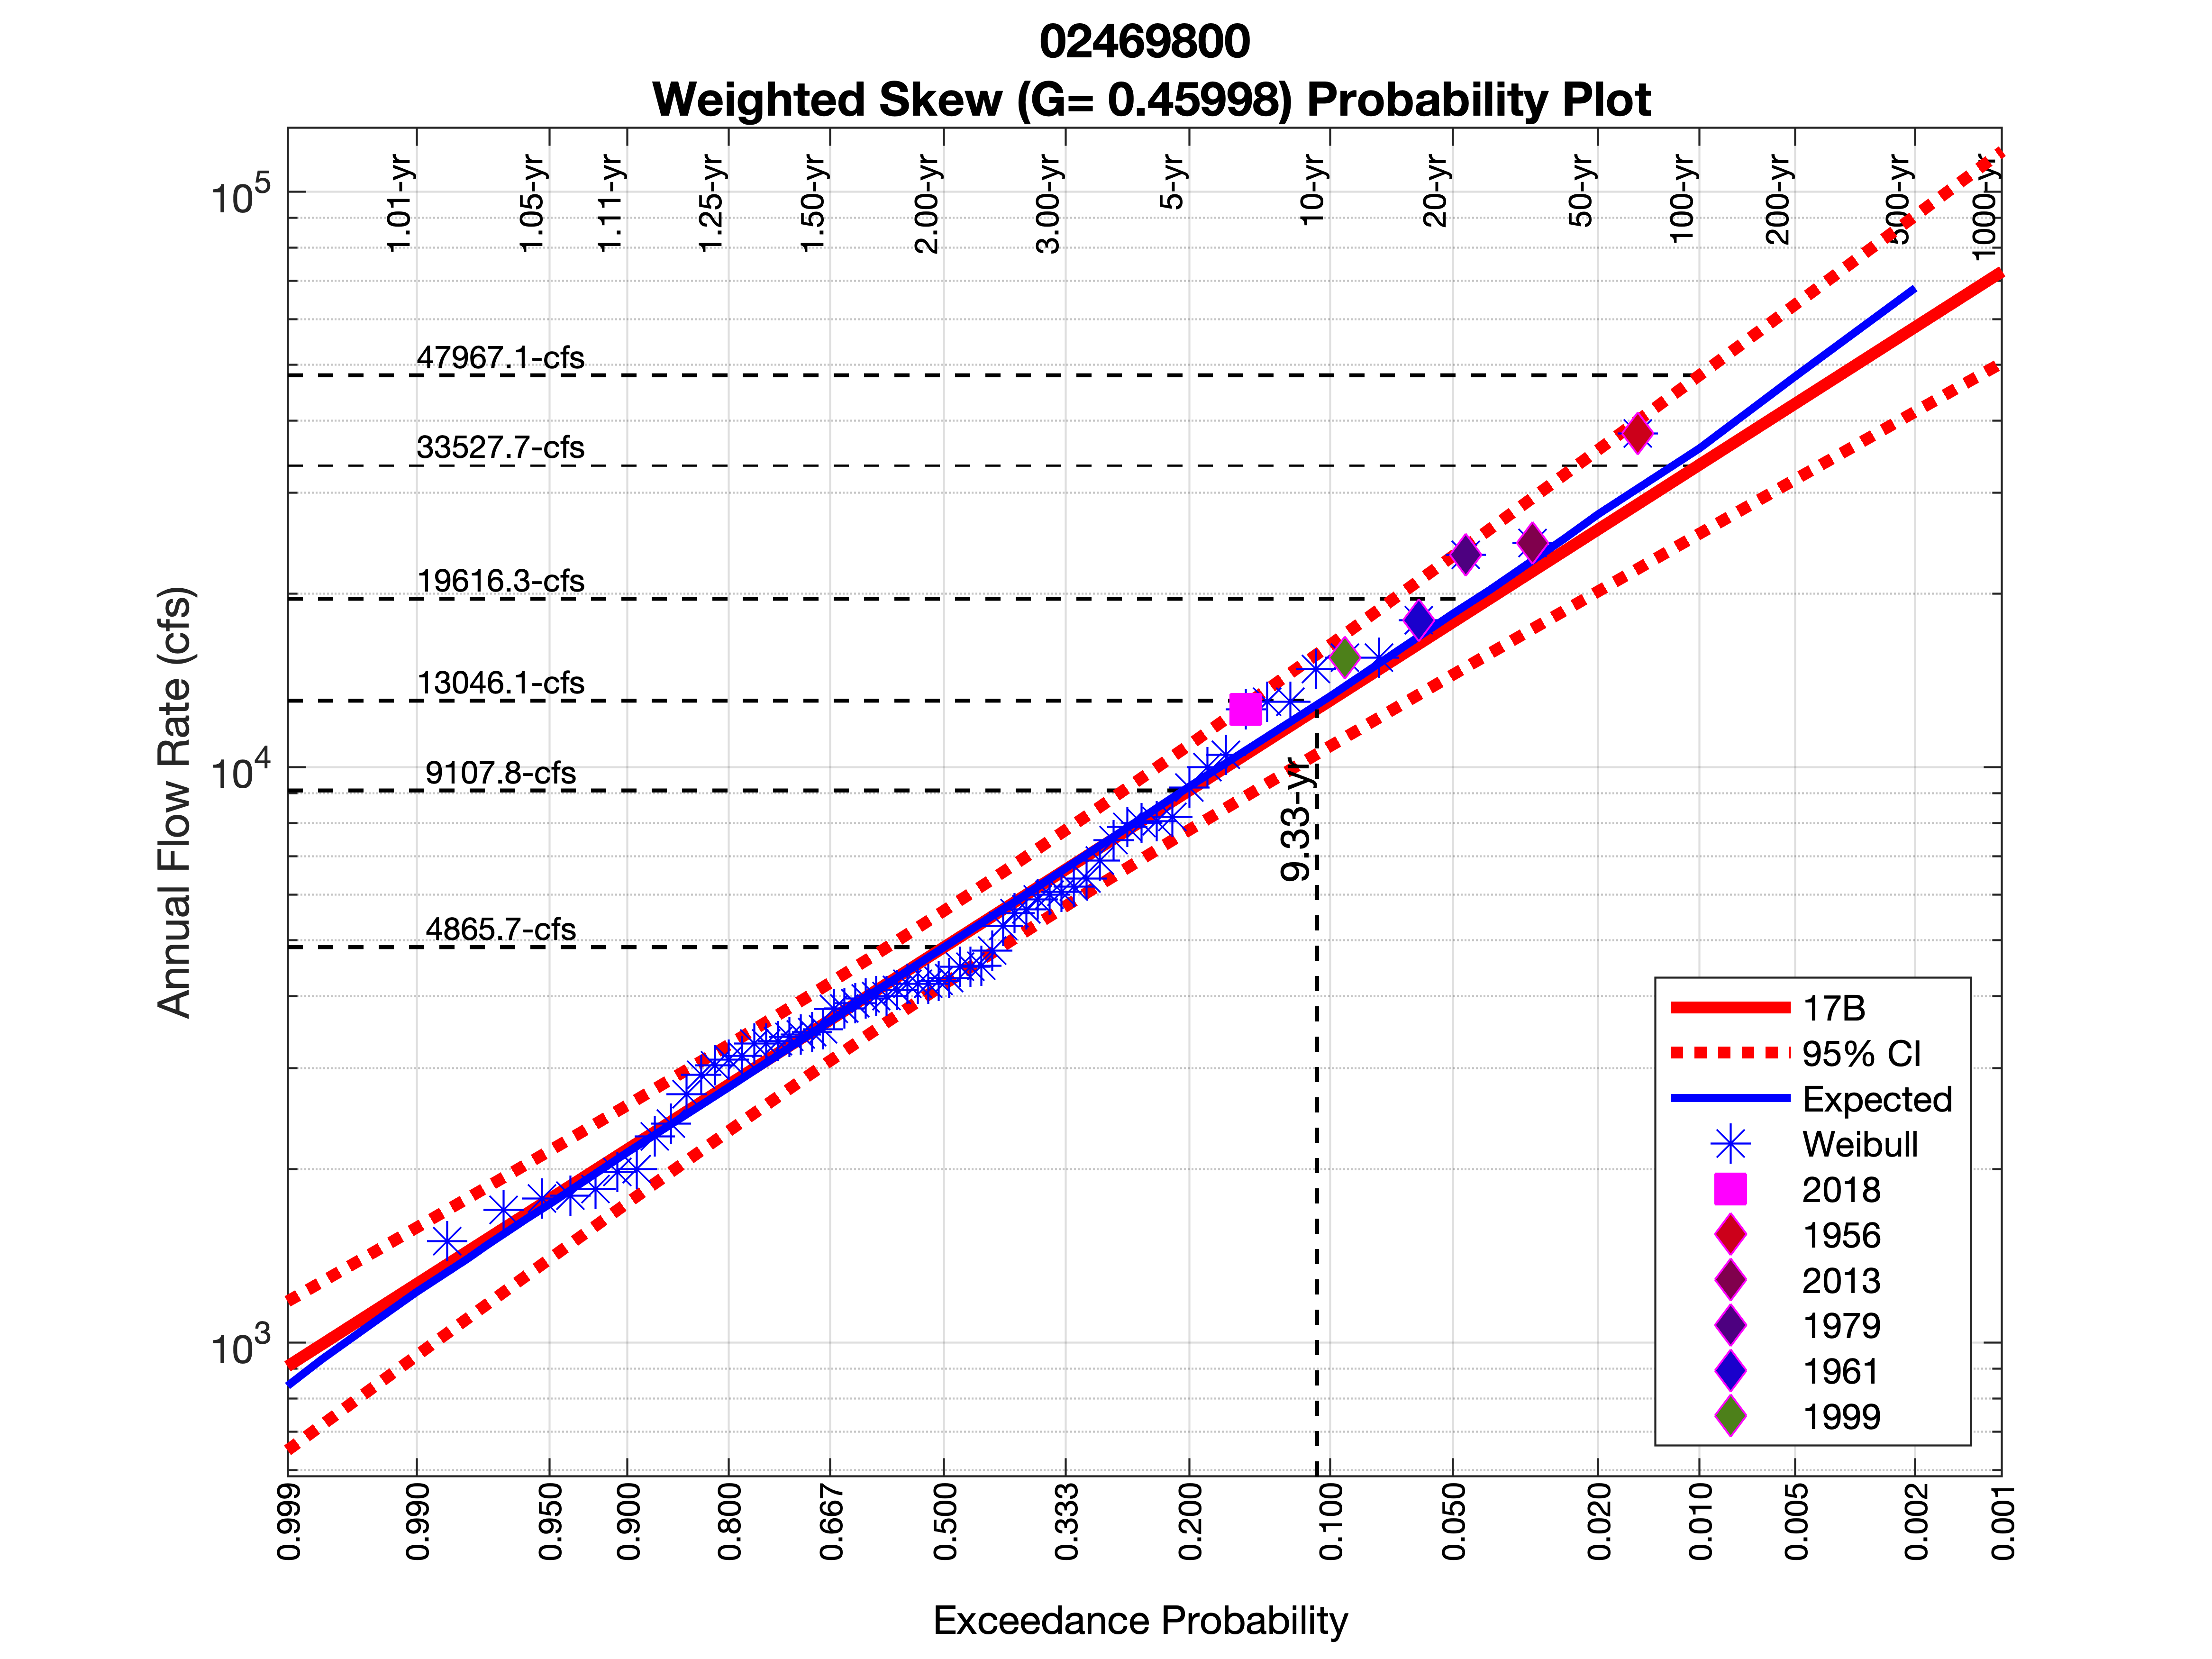 02469800
Weighted Skew (G= 0.45998) Probability Plot
1.01-yr
1.05-yr
1.11-yr
1.25-yr
1.50-yr
2.00-yr
3.00-yr
5-yr
10-yr
20-yr
50-yr
100-yr
200-yr
500-yr
1000-yr
10⁵
10⁴
10³
Annual Flow Rate (cfs)
47967.1-cfs
33527.7-cfs
19616.3-cfs
13046.1-cfs
9107.8-cfs
4865.7-cfs
9.33-yr
17B
95% CI
Expected
Weibull
2018
1956
2013
1979
1961
1999
0.999
0.990
0.950
0.900
0.800
0.667
0.500
0.333
0.200
0.100
0.050
0.020
0.010
0.005
0.002
0.001
Exceedance Probability